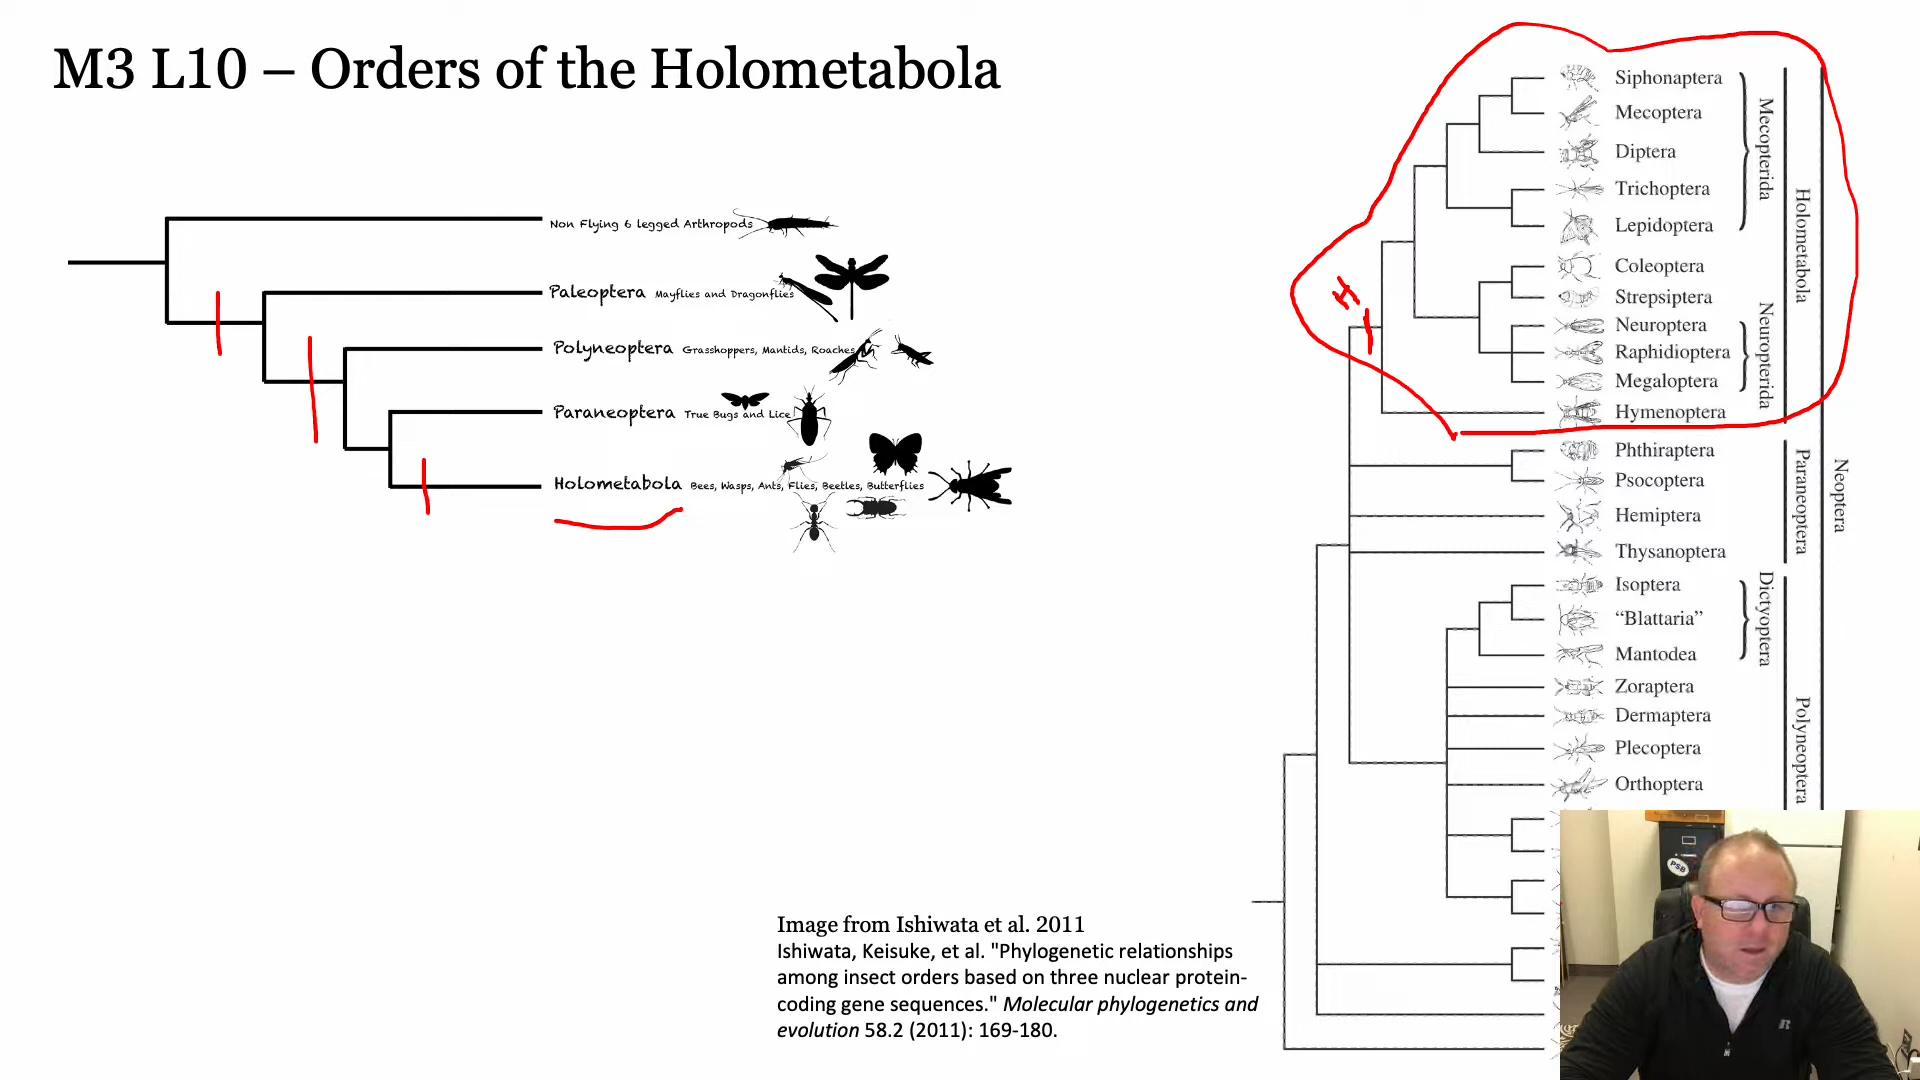 M3 L10 – Orders of the Holometabola
Non Flying 6 legged Arthropods
Paleoptera Mayflies and Dragonflies
Polyneoptera Grasshoppers, Mantids, Roaches
Paraneoptera True Bugs and Lice
Holometabola Bees, Wasps, Ants, Flies, Beetles, Butterflies
H
Siphonaptera
Mecoptera
Diptera
Trichoptera
Lepidoptera
Mecopterida
Coleoptera
Strepsiptera
Neuroptera
Raphidioptera
Megaloptera
Neuropterida
Hymenoptera
Holometabola
Phthiraptera
Psocoptera
Hemiptera
Thysanoptera
Paraneoptera
Neoptera
Isoptera
“Blattaria”
Mantodea
Dictyoptera
Zoraptera
Dermaptera
Plecoptera
Orthoptera
Polyneoptera
Image from Ishiwata et al. 2011
Ishiwata, Keisuke, et al. "Phylogenetic relationships
among insect orders based on three nuclear protein-
coding gene sequences." Molecular phylogenetics and
evolution 58.2 (2011): 169-180.
PSB
R